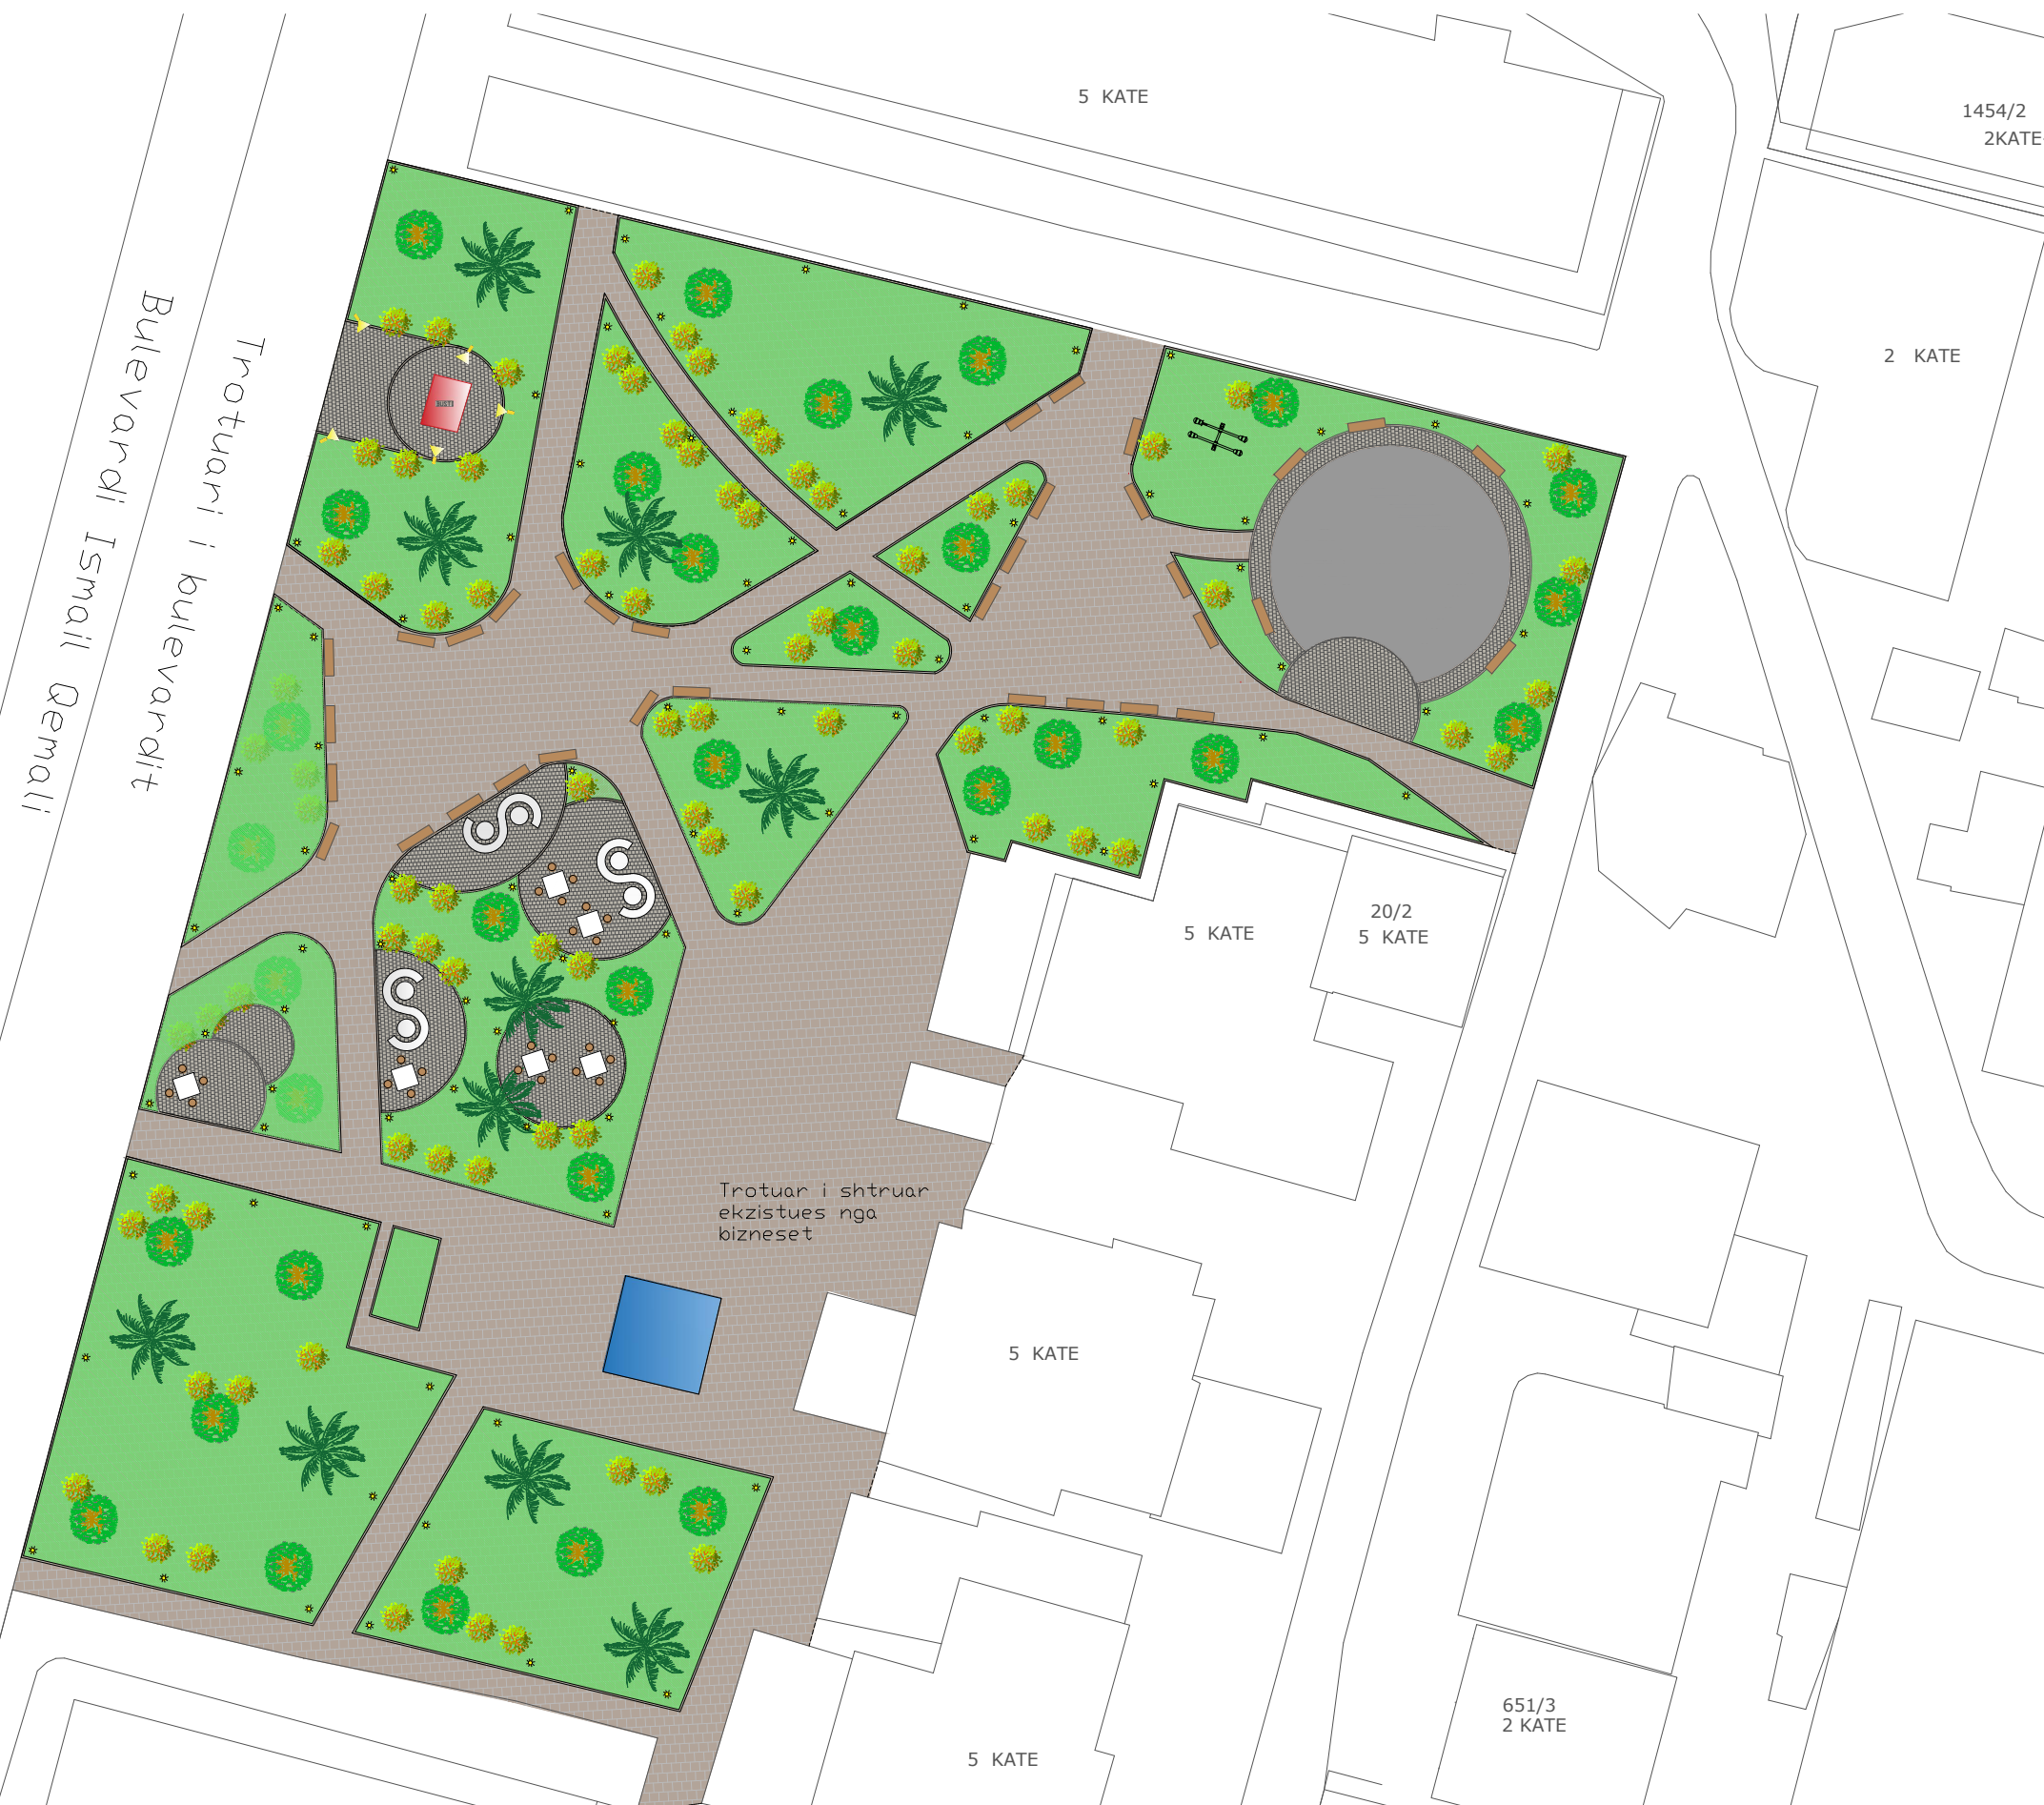 5 KATE
1454/2
2KATE
2 KATE
Bulevardi Ismail Qemali
Trotuari i bulevardit
BUSTI
20/2
5 KATE
5 KATE
Trotuar i shtruar
ekzistues nga
bizneset
5 KATE
651/3
2 KATE
5 KATE